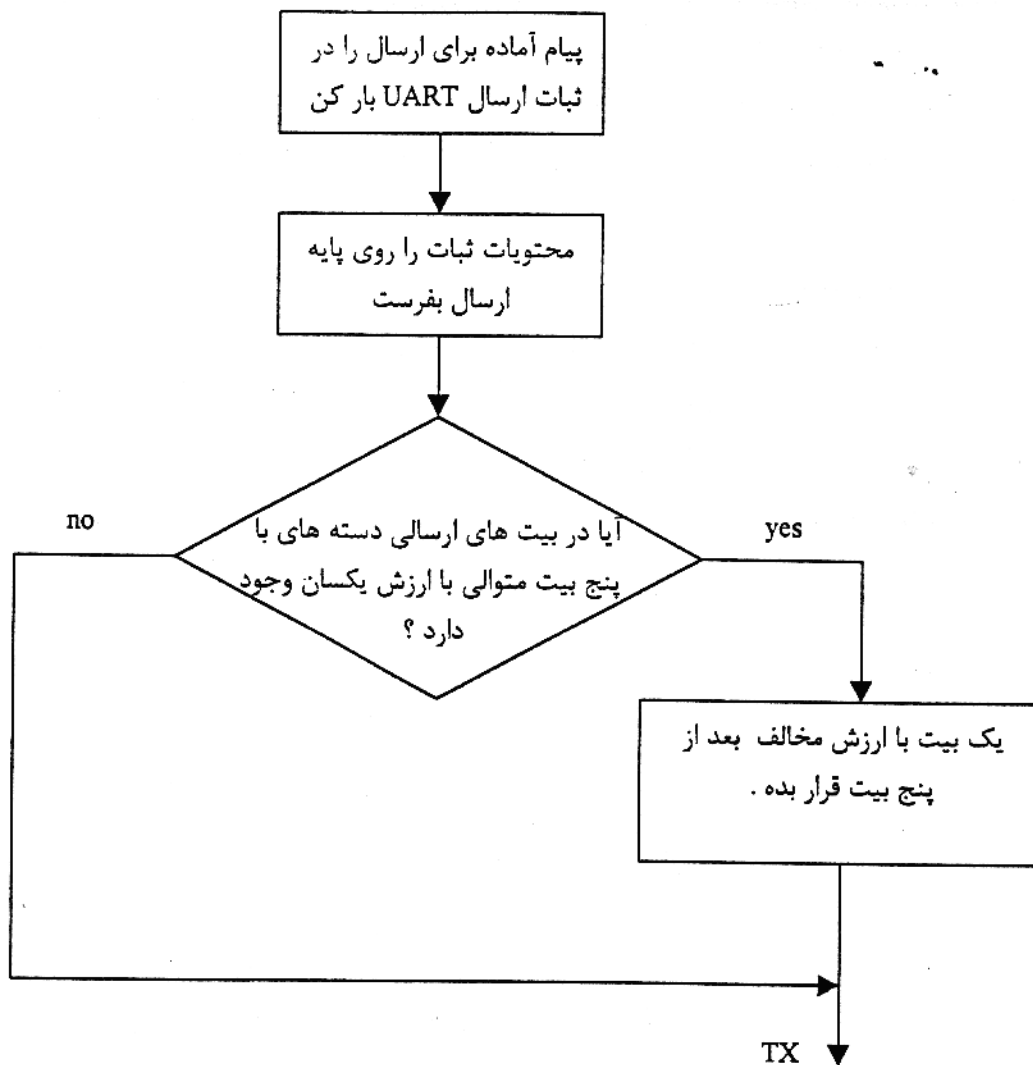 پیام آماده برای ارسال را در
ثبات ارسال UART بار کن
محتویات ثبات را روی پایه
ارسال بفرست
آیا در بیت های ارسالی دسته های با
پنج بیت متوالی با ارزش یکسان وجود
دارد ؟
no
yes
یک بیت با ارزش مخالف بعد از
پنج بیت قرار بده .
TX